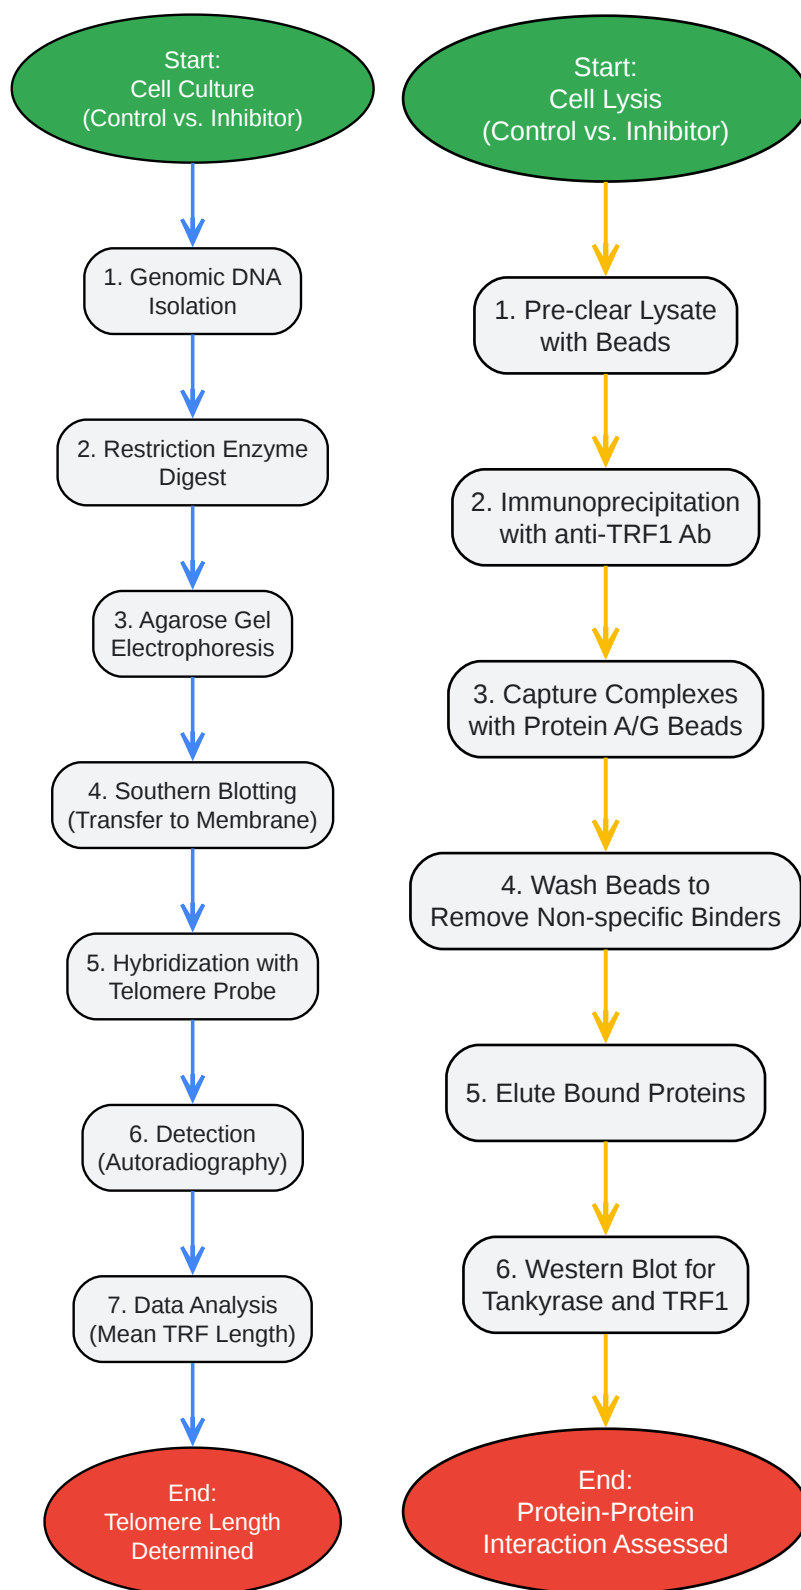 Start:
Cell Culture
(Control vs. Inhibitor)
1. Genomic DNA
Isolation
2. Restriction Enzyme
Digest
3. Agarose Gel
Electrophoresis
4. Southern Blotting
(Transfer to Membrane)
5. Hybridization with
Telomere Probe
6. Detection
(Autoradiography)
7. Data Analysis
(Mean TRF Length)
End:
Telomere Length
Determined
Start:
Cell Lysis
(Control vs. Inhibitor)
1. Pre-clear Lysate
with Beads
2. Immunoprecipitation
with anti-TRF1 Ab
3. Capture Complexes
with Protein A/G Beads
4. Wash Beads to
Remove Non-specific Binders
5. Elute Bound Proteins
6. Western Blot for
Tankyrase and TRF1
End:
Protein-Protein
Interaction Assessed